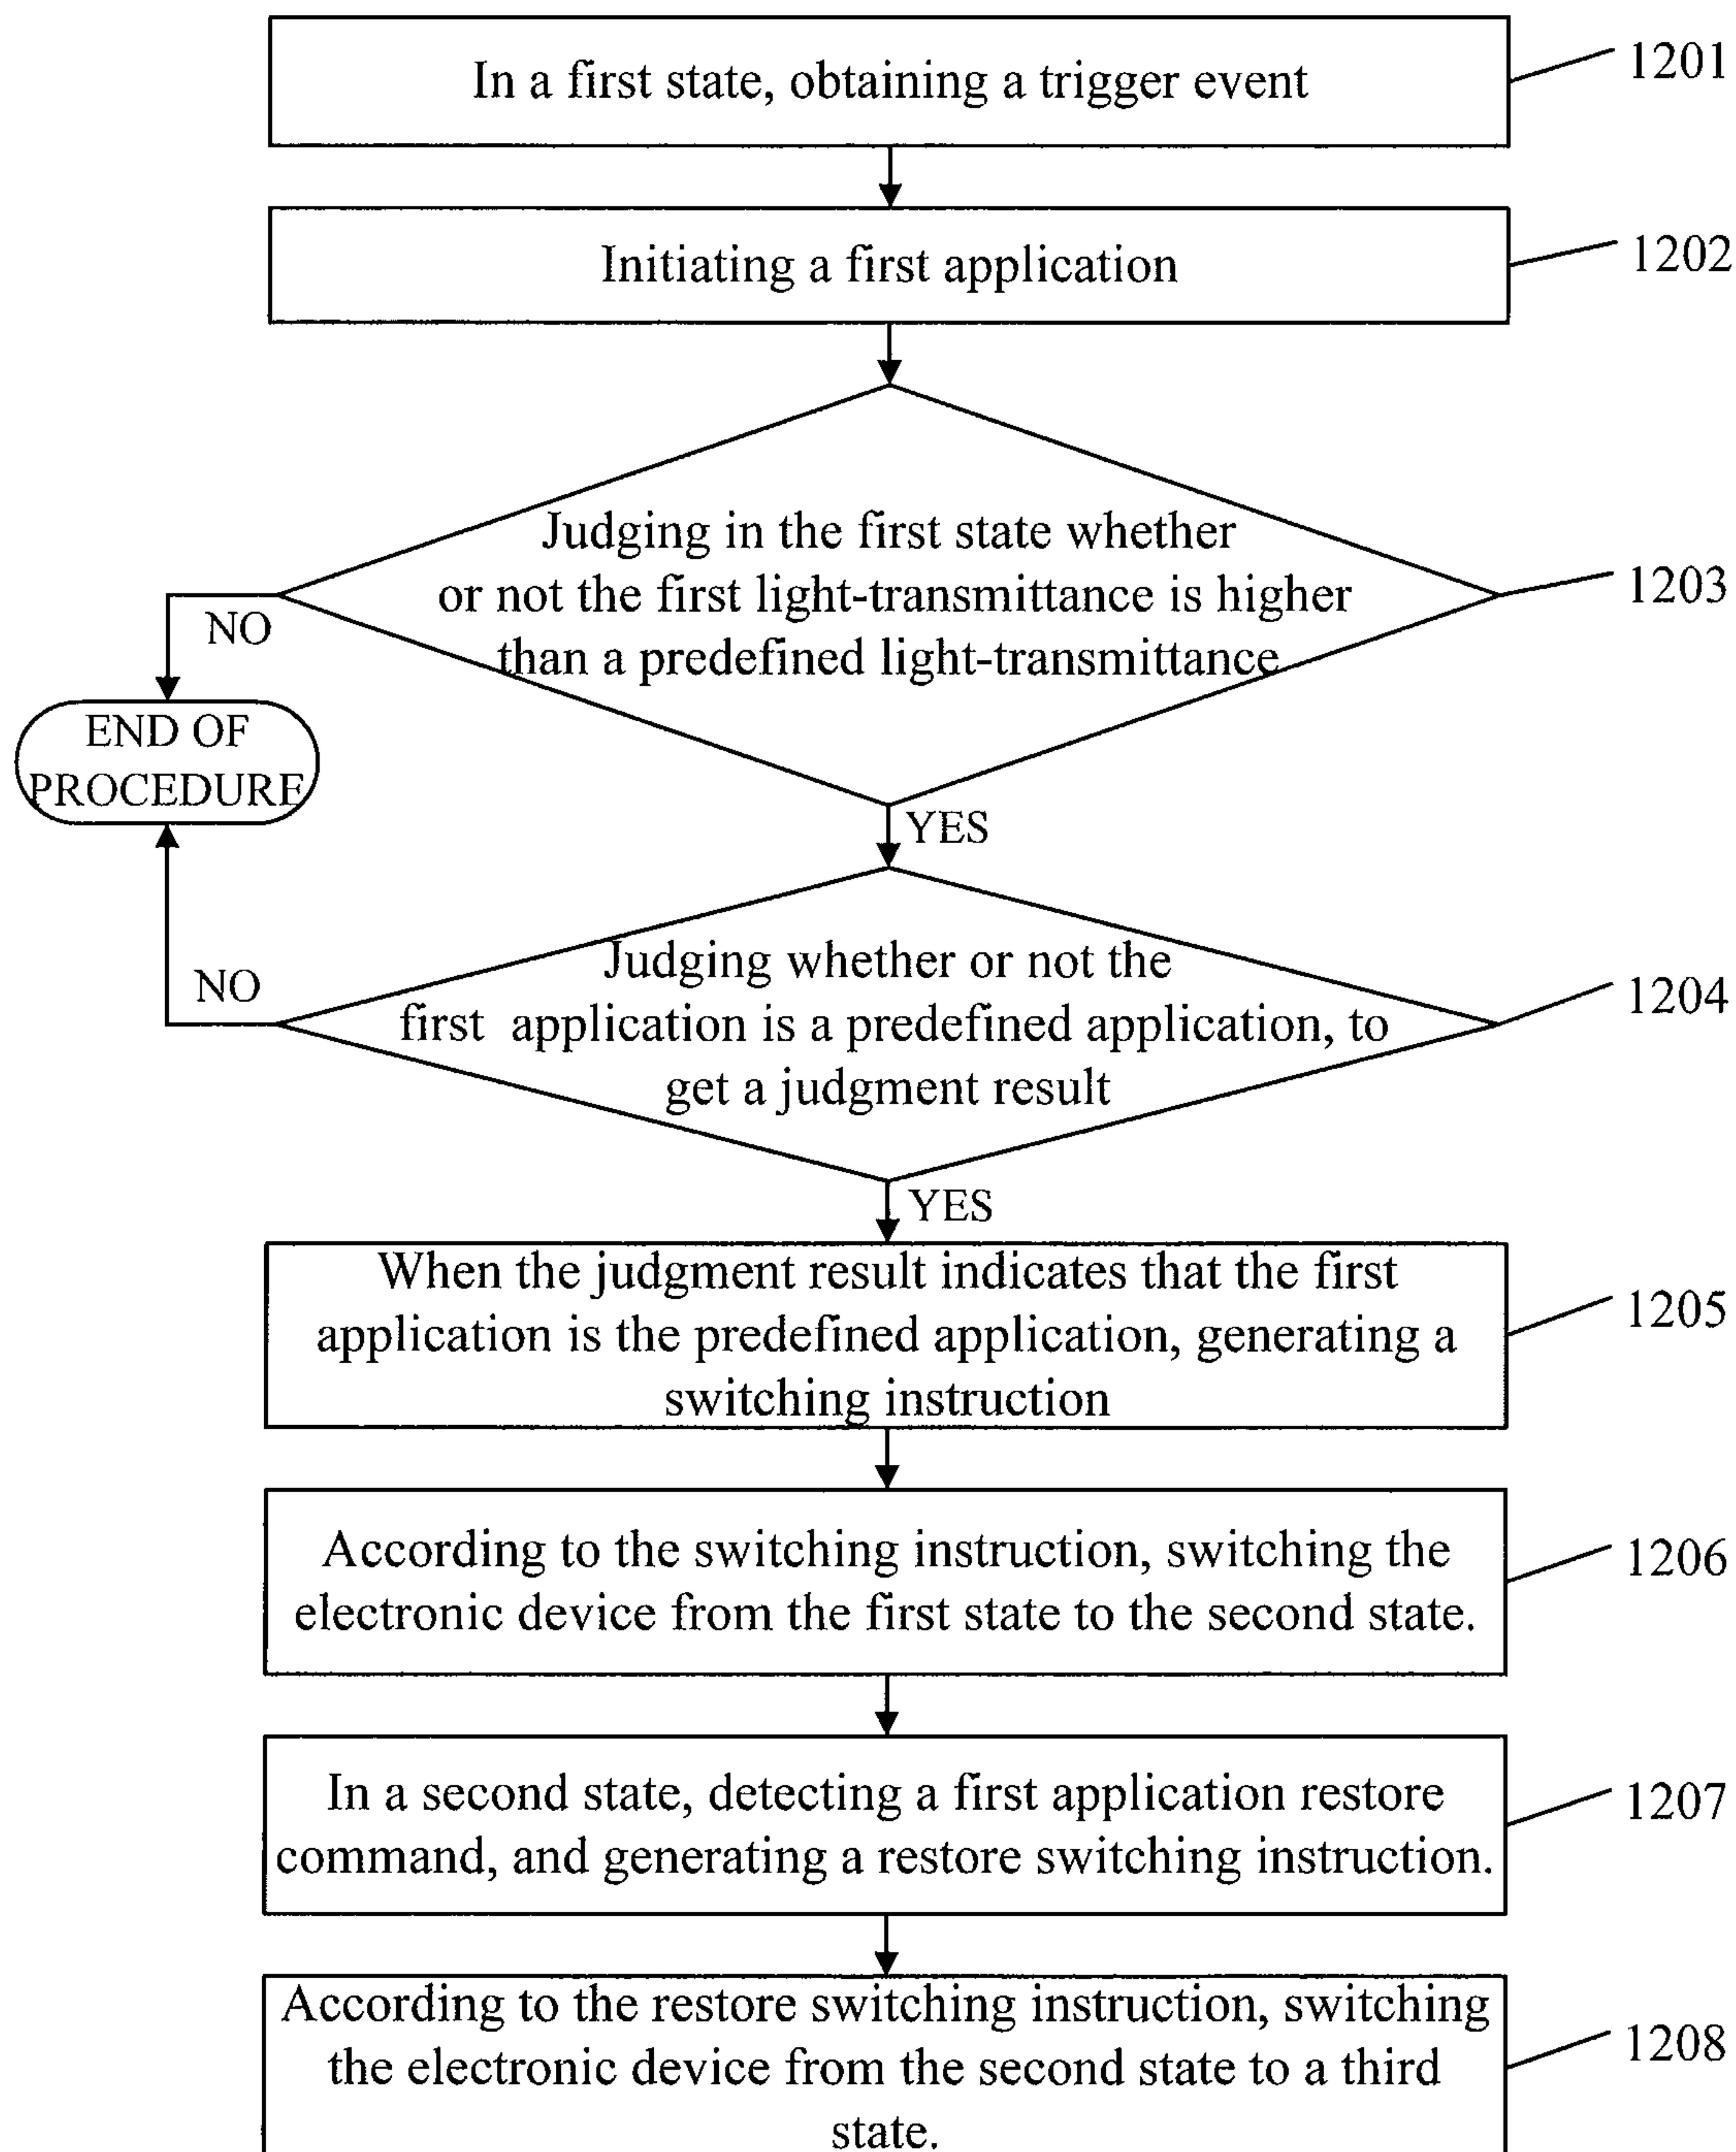 In a first state, obtaining a trigger event
1201
Initiating a first application
1202
Judging in the first state whether
or not the first light-transmittance is higher
than a predefined light-transmittance
1203
NO
END OF
PROCEDURE
YES
Judging whether or not the
first application is a predefined application, to
get a judgment result
1204
NO
YES
When the judgment result indicates that the first
application is the predefined application, generating a
switching instruction
1205
According to the switching instruction, switching the
electronic device from the first state to the second state.
1206
In a second state, detecting a first application restore
command, and generating a restore switching instruction.
1207
According to the restore switching instruction, switching
the electronic device from the second state to a third
state.
1208